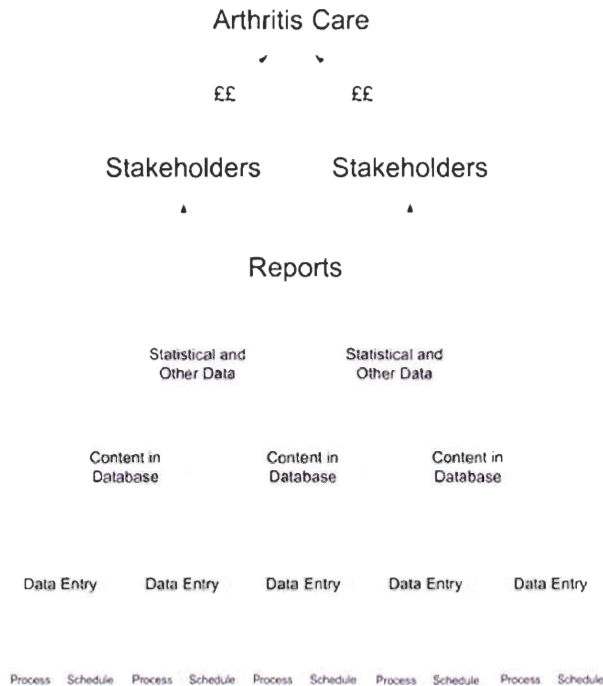 Arthritis Care
££ ££
Stakeholders Stakeholders
Reports
Statistical and Statistical and
Other Data Other Data
Content in Content in Content in
Database Database Database
Data Entry Data Entry Data Entry Data Entry Data Entry
Process Schedule Process Schedule Process Schedule Process Schedule Process Schedule